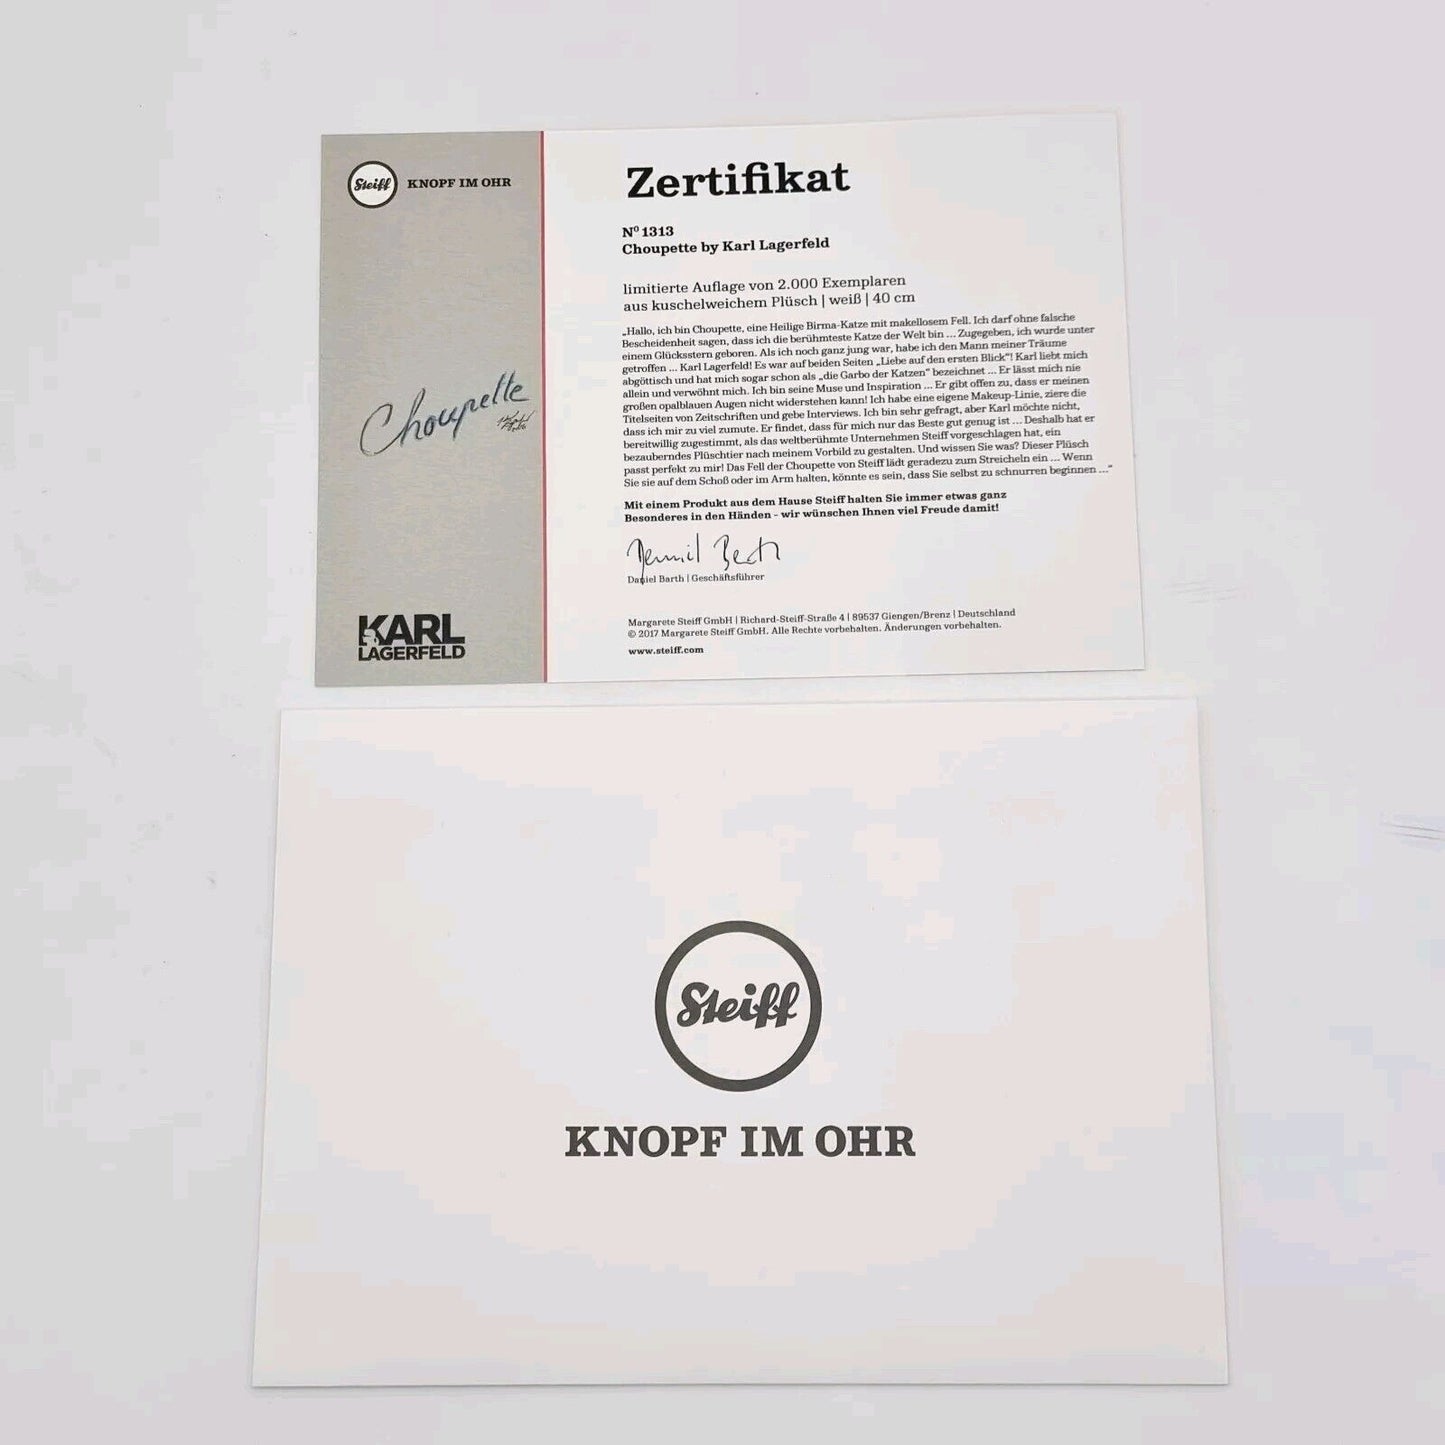 Steiff KNOPF IM OHR
Choupette
KARL
LAGERFELD
Zertifikat
Nº 1313
Choupette by Karl Lagerfeld
limitierte Auflage von 2.000 Exemplaren
aus kuschelweichem Plüsch | weiß | 40 cm
„Hallo, ich bin Choupette, eine Heilige Birma-Katze mit makellosem Fell. Ich darf ohne falsche
Bescheidenheit sagen, dass ich die berühmteste Katze der Welt bin ... Zugegeben, ich wurde unter
einem Glücksstern geboren. Als ich noch ganz jung war, habe ich den Mann meiner Träume
getroffen ... Karl Lagerfeld! Es war auf beiden Seiten „Liebe auf den ersten Blick“! Karl liebt mich
abgöttisch und hat mich sogar schon als „die Garbo der Katzen“ bezeichnet ... Er lässt mich nie
allein und verwöhnt mich. Ich bin seine Muse und Inspiration ... Er gibt offen zu, dass er meinen
großen opalblauen Augen nicht widerstehen kann! Ich habe eine eigene Makeup-Linie, ziere die
Titelseiten von Zeitschriften und gebe Interviews. Ich bin sehr gefragt, aber Karl möchte nicht,
dass ich mir zu viel zumute. Er findet, dass für mich nur das Beste gut genug ist ... Deshalb hat er
bereitwillig zugestimmt, als das weltberühmte Unternehmen Steiff vorgeschlagen hat, ein
bezauberndes Plüschtier nach meinem Vorbild zu gestalten. Und wissen Sie was? Dieser Plüsch
passt perfekt zu mir! Das Fell der Choupette von Steiff lädt geradezu zum Streicheln ein ... Wenn
Sie sie auf dem Schoß oder im Arm halten, könnte es sein, dass Sie selbst zu schnurren beginnen ...“
Mit einem Produkt aus dem Hause Steiff halten Sie immer etwas ganz
Besonderes in den Händen - wir wünschen Ihnen viel Freude damit!
Daniel Barth | Geschäftsführer
Margarete Steiff GmbH | Richard-Steiff-Straße 4 | 89537 Giengen/Brenz | Deutschland
© 2017 Margarete Steiff GmbH. Alle Rechte vorbehalten. Änderungen vorbehalten.
www.steiff.com
Steiff
KNOPF IM OHR